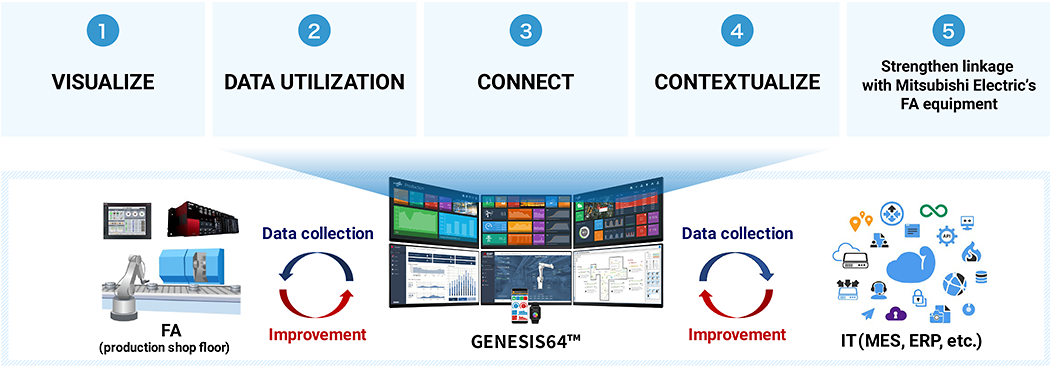 1
2
3
4
5
VISUALIZE
DATA UTILIZATION
CONNECT
CONTEXTUALIZE
Strengthen linkage
with Mitsubishi Electric's
FA equipment
Data collection
Improvement
FA
(production shop floor)
GENESIS64™
Data collection
Improvement
API
IT(MES, ERP, etc.)